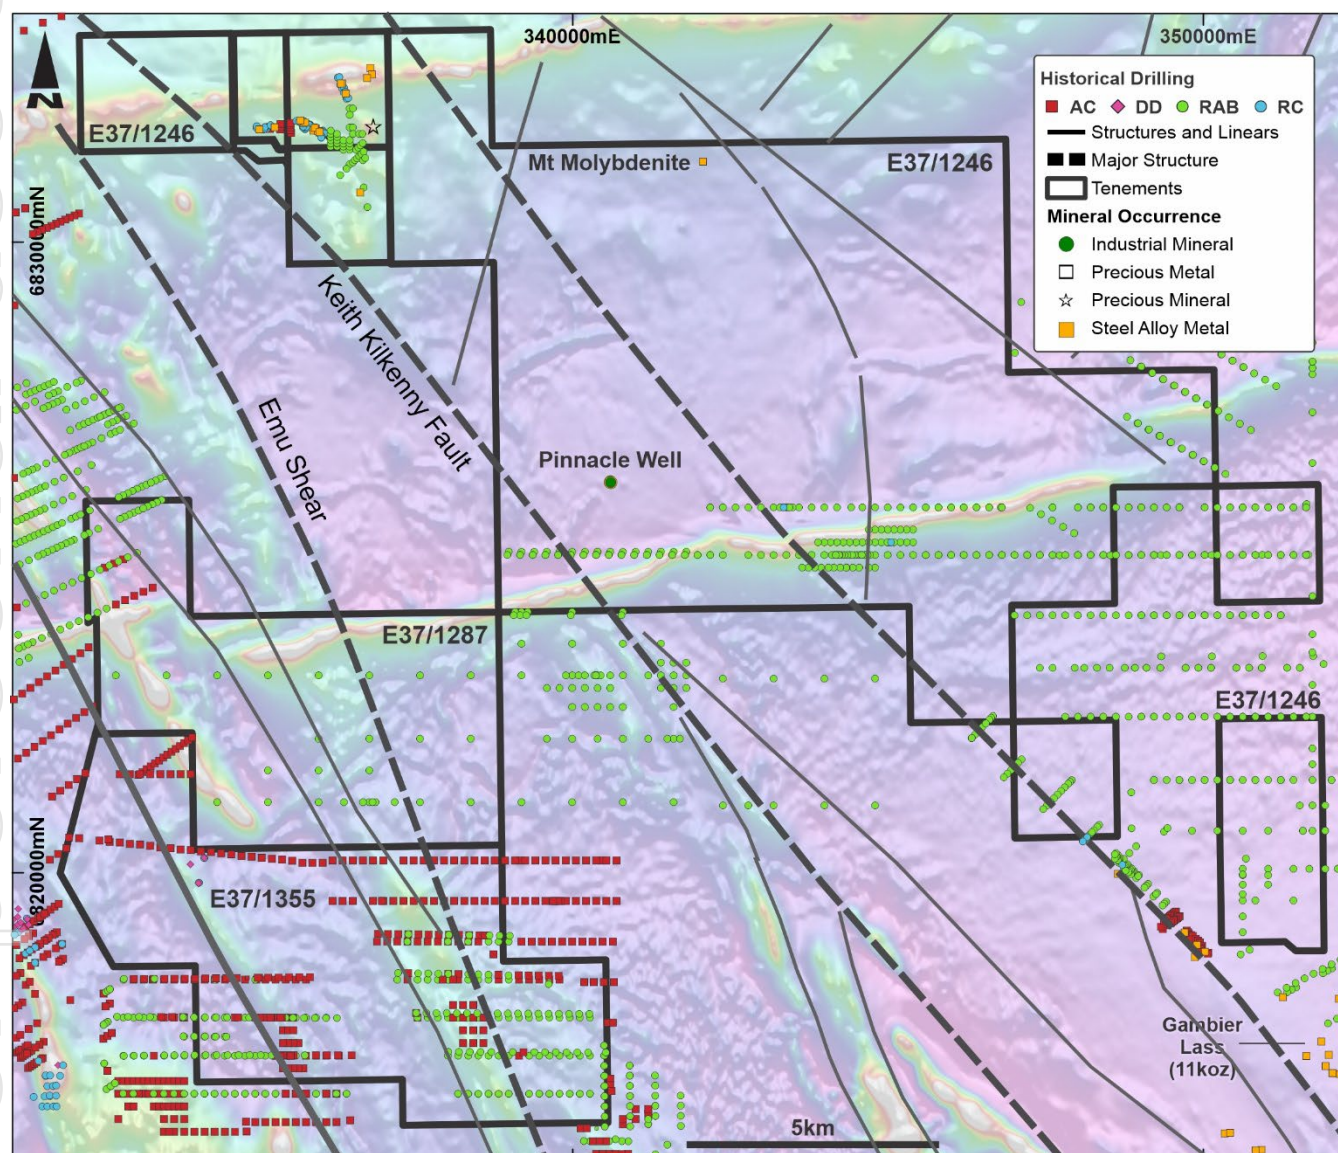 340000mE
350000mE
N
Historical Drilling
AC DD RAB RC
Structures and Linears
Major Structure
Tenements
Mineral Occurrence
Industrial Mineral
Precious Metal
Precious Mineral
Steel Alloy Metal
E37/1246
Mt Molybdenite
E37/1246
6830000mN
Keith Kilkenny Fault
Emu Shear
Pinnacle Well
E37/1287
E37/1246
6820000mN
E37/1355
Gambier
Lass
(11koz)
5km